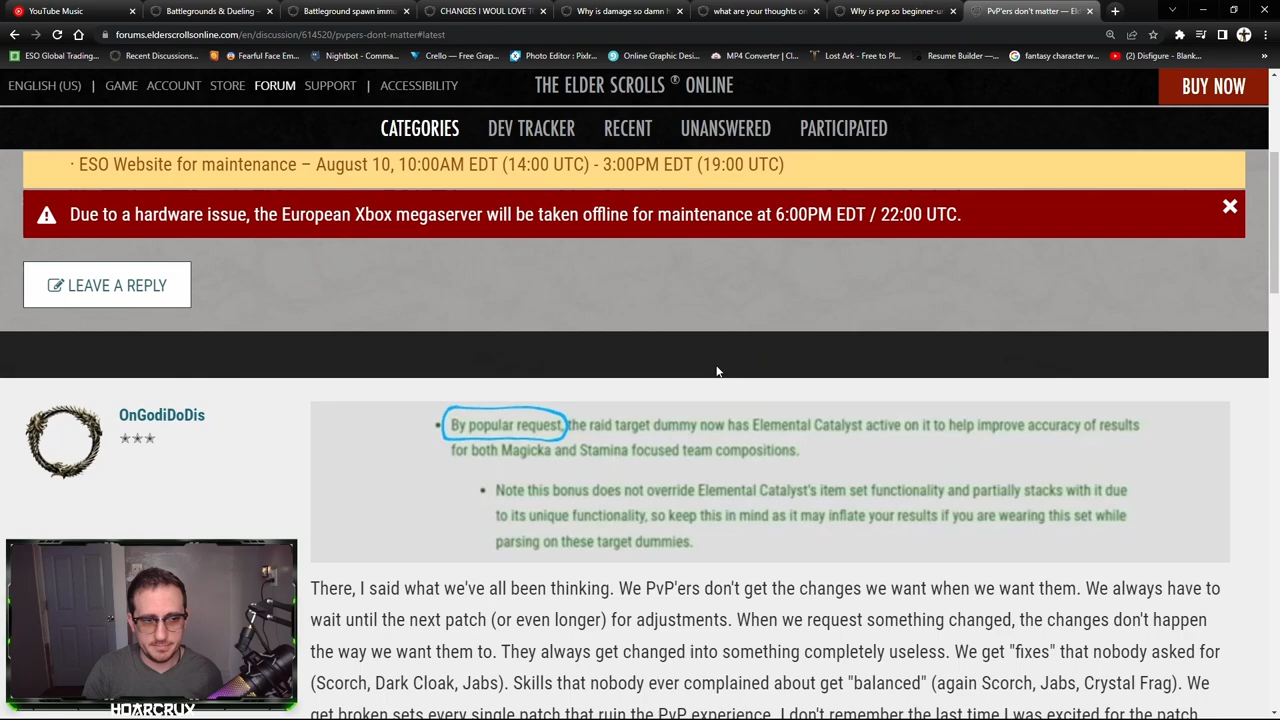 YouTube Music
Battlegrounds & Dueling –
Battleground spawn immu
CHANGES I WOUL LOVE T
Why is damage so damn h
what are your thoughts on
Why is pvp so beginner-u
PvP'ers don't matter — Eld
forums.elderscrollsonline.com/en/discussion/614520/pvpers-dont-matter#latest
ESO Global Trading...
Recent Discussions...
Fearful Face Em...
Nightbot - Comma...
Crello — Free Grap...
Photo Editor : Pixlr...
Online Graphic Desi...
MP4 Converter | Clo...
Lost Ark - Free to Pl...
Resume Builder —...
fantasy character w...
(2) Disfigure - Blank...
ENGLISH (US) | GAME ACCOUNT STORE FORUM SUPPORT | ACCESSIBILITY
THE ELDER SCROLLS ® ONLINE
BUY NOW
CATEGORIES DEV TRACKER RECENT UNANSWERED PARTICIPATED
· ESO Website for maintenance – August 10, 10:00AM EDT (14:00 UTC) - 3:00PM EDT (19:00 UTC)
Due to a hardware issue, the European Xbox megaserver will be taken offline for maintenance at 6:00PM EDT / 22:00 UTC.
LEAVE A REPLY
OnGodiDoDis
• By popular request, the raid target dummy now has Elemental Catalyst active on it to help improve accuracy of results
for both Magicka and Stamina focused team compositions.
• Note this bonus does not override Elemental Catalyst's item set functionality and partially stacks with it due
to its unique functionality, so keep this in mind as it may inflate your results if you are wearing this set while
parsing on these target dummies.
There, I said what we've all been thinking. We PvP'ers don't get the changes we want when we want them. We always have to
wait until the next patch (or even longer) for adjustments. When we request something changed, the changes don't happen
the way we want them to. They always get changed into something completely useless. We get "fixes" that nobody asked for
(Scorch, Dark Cloak, Jabs). Skills that nobody ever complained about get "balanced" (again Scorch, Jabs, Crystal Frag). We
get broken sets every single patch that ruin the PvP experience. I don't remember the last time I was excited for the patch
HOARCRUX